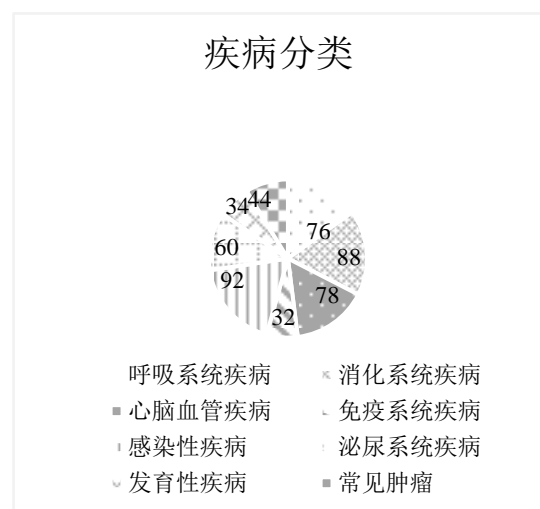 疾病分类
34 44
76
60
88
92
78
32
呼吸系统疾病 消化系统疾病
心脑血管疾病 免疫系统疾病
感染性疾病 泌尿系统疾病
发育性疾病 常见肿瘤